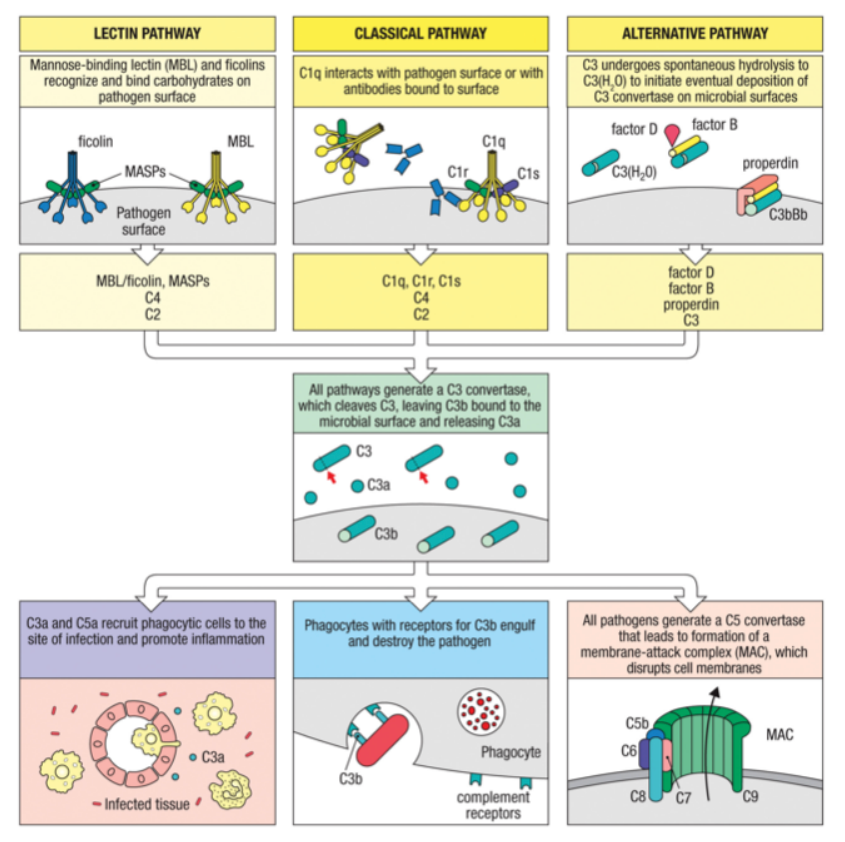 LECTIN PATHWAY
Mannose-binding lectin (MBL) and ficolins
recognize and bind carbohydrates on
pathogen surface
ficolin
MBL
MASPs
Pathogen
surface
MBL/ficolin, MASPs
C4
C2
CLASSICAL PATHWAY
C1q interacts with pathogen surface or with
antibodies bound to surface
C1q
C1r
C1s
C1q, C1r, C1s
C4
C2
ALTERNATIVE PATHWAY
C3 undergoes spontaneous hydrolysis to
C3(H₂O) to initiate eventual deposition of
C3 convertase on microbial surfaces
factor D
factor B
C3(H₂O)
properdin
C3bBb
factor D
factor B
properdin
C3
All pathways generate a C3 convertase,
which cleaves C3, leaving C3b bound to the
microbial surface and releasing C3a
C3
C3a
C3b
C3a and C5a recruit phagocytic cells to the
site of infection and promote inflammation
C3a
Infected tissue
Phagocytes with receptors for C3b engulf
and destroy the pathogen
Phagocyte
C3b
complement
receptors
All pathogens generate a C5 convertase
that leads to formation of a
membrane-attack complex (MAC), which
disrupts cell membranes
C5b
MAC
C6
C8
C7
C9